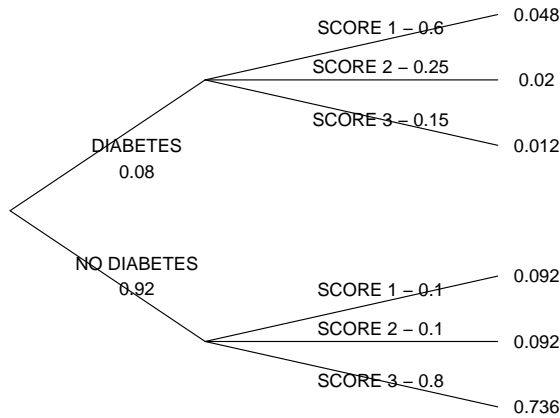 SCORE 1 – 0.6
0.048
SCORE 2 – 0.25
0.02
SCORE 3 – 0.15
0.012
DIABETES
0.08
NO DIABETES
0.92
SCORE 1 – 0.1
0.092
SCORE 2 – 0.1
0.092
SCORE 3 – 0.8
0.736